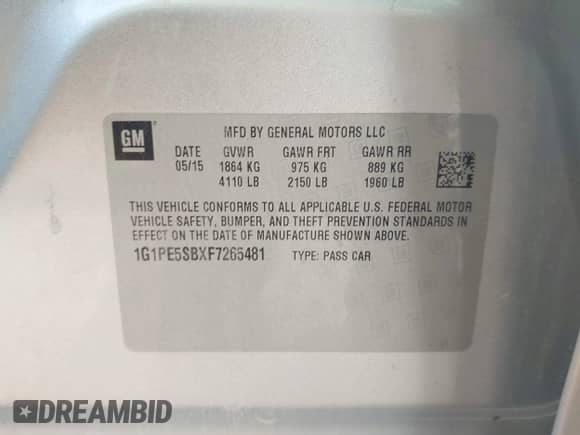 GM
MFD BY GENERAL MOTORS LLC
DATE GVWR GAWR FRT GAWR RR
05/15 1864 KG 975 KG 889 KG
4110 LB 2150 LB 1960 LB
THIS VEHICLE CONFORMS TO ALL APPLICABLE U.S. FEDERAL MOTOR
VEHICLE SAFETY, BUMPER, AND THEFT PREVENTION STANDARDS IN
EFFECT ON THE DATE OF MANUFACTURE SHOWN ABOVE.
1G1PE5SBXF7265481 TYPE: PASS CAR
DREAMBID